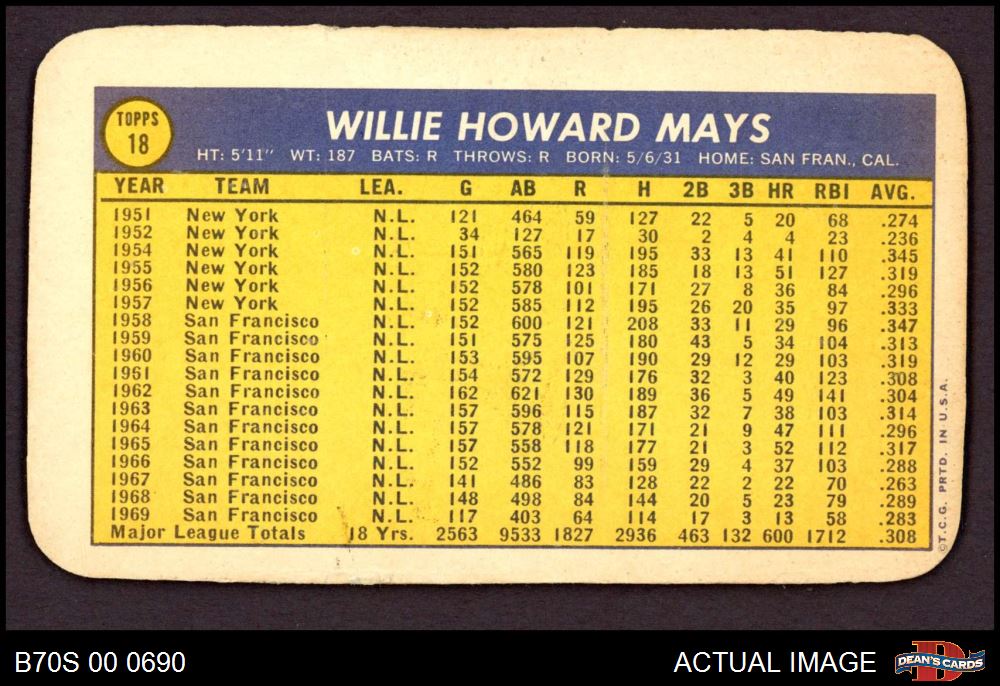 TOPPS
18
WILLIE HOWARD MAYS
HT: 5'11" WT: 187 BATS: R THROWS: R BORN: 5/6/31 HOME: SAN FRAN., CAL.
YEAR TEAM LEA. G AB R H 2B 3B HR RBI AVG.
1951 New York N.L. 121 464 59 127 22 5 20 68 .274
1952 New York N.L. 34 127 17 30 2 4 4 23 .236
1954 New York N.L. 151 565 119 195 33 13 41 110 .345
1955 New York N.L. 152 580 123 185 18 13 51 127 .319
1956 New York N.L. 152 578 101 171 27 8 36 84 .296
1957 New York N.L. 152 585 112 195 26 20 35 97 .333
1958 San Francisco N.L. 152 600 121 208 33 11 29 96 .347
1959 San Francisco N.L. 151 575 125 180 43 5 34 104 .313
1960 San Francisco N.L. 153 595 107 190 29 12 29 103 .319
1961 San Francisco N.L. 154 572 129 176 32 3 40 123 .308
1962 San Francisco N.L. 162 621 130 189 36 5 49 141 .304
1963 San Francisco N.L. 157 596 115 187 32 7 38 103 .314
1964 San Francisco N.L. 157 578 121 171 21 9 47 111 .296
1965 San Francisco N.L. 157 558 118 177 21 3 52 112 .317
1966 San Francisco N.L. 152 552 99 159 29 4 37 103 .288
1967 San Francisco N.L. 141 486 83 128 22 2 22 70 .263
1968 San Francisco N.L. 148 498 84 144 20 5 23 79 .289
1969 San Francisco N.L. 117 403 64 114 17 3 13 58 .283
Major League Totals 18 Yrs. 2563 9533 1827 2936 463 132 600 1712 .308
©T.C.G. PRTD. IN U.S.A.
B70S 00 0690
ACTUAL IMAGE
D
DEAN'S CARDS